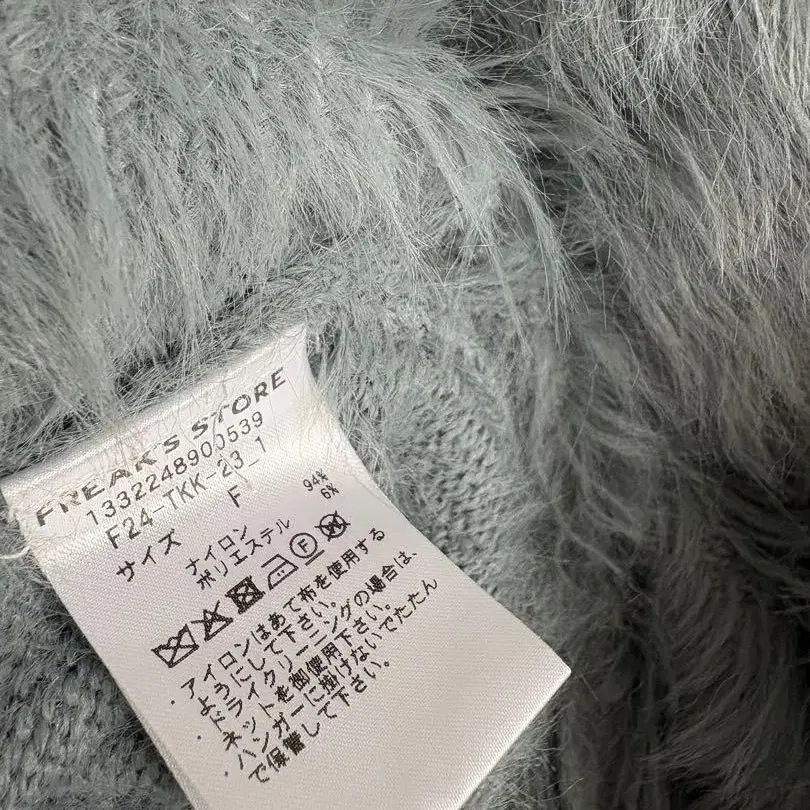 FREAK'S STORE
1332248900539
F24-TKK-23_1
サイズ F
ナイロン 94%
ポリエステル 6%
F
・アイロンはあて布を使用する
ようにして下さい。
・ドライクリーニングの場合は、
ネットを御使用下さい。
・ハンガーに掛けないでたたん
で保管して下さい。